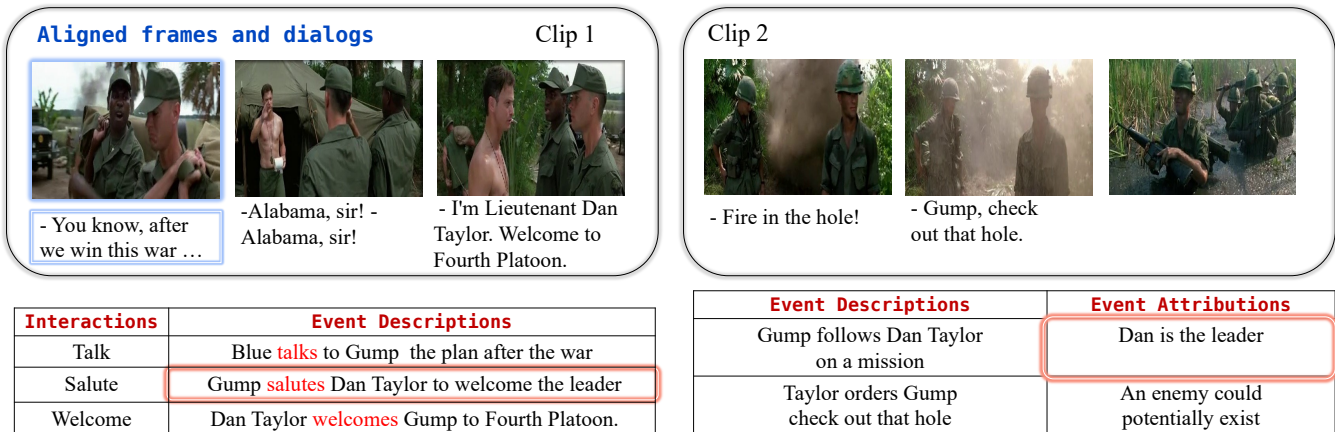 Aligned frames and dialogs
Clip 1
- You know, after
we win this war …
-Alabama, sir! -
Alabama, sir!
- I'm Lieutenant Dan
Taylor. Welcome to
Fourth Platoon.
Interactions
Event Descriptions
Talk
Blue talks to Gump the plan after the war
Salute
Gump salutes Dan Taylor to welcome the leader
Welcome
Dan Taylor welcomes Gump to Fourth Platoon.
Clip 2
- Fire in the hole!
- Gump, check
out that hole.
Event Descriptions
Event Attributions
Gump follows Dan Taylor
on a mission
Dan is the leader
Taylor orders Gump
check out that hole
An enemy could
potentially exist